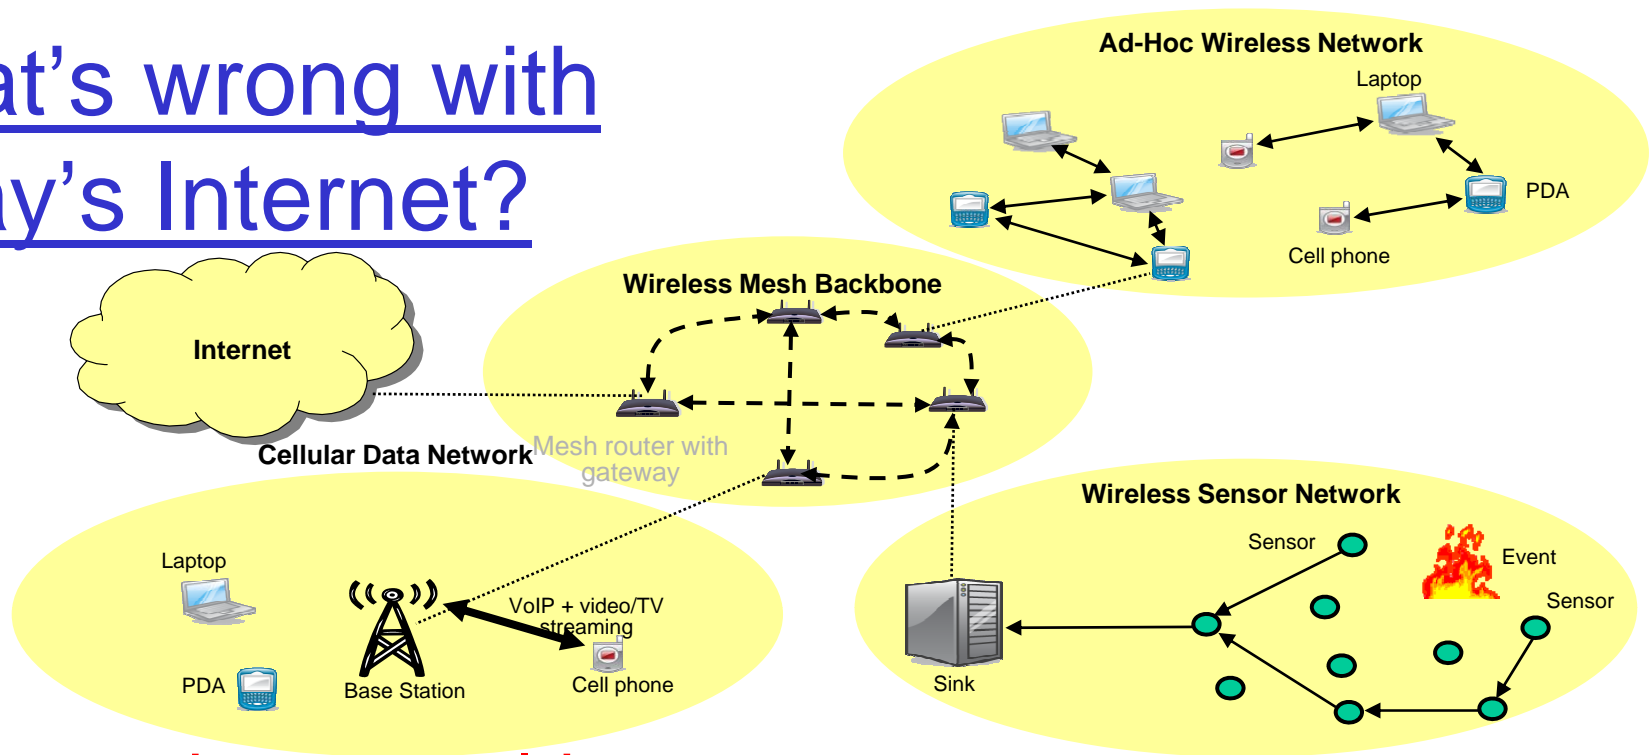 at's wrong with
ay's Internet?
Ad-Hoc Wireless Network
Laptop
PDA
Cell phone
Wireless Mesh Backbone
Internet
Mesh router with
gateway
Cellular Data Network
Laptop
VoIP + video/TV
streaming
PDA
Base Station
Cell phone
Wireless Sensor Network
Sensor
Event
Sensor
Sink